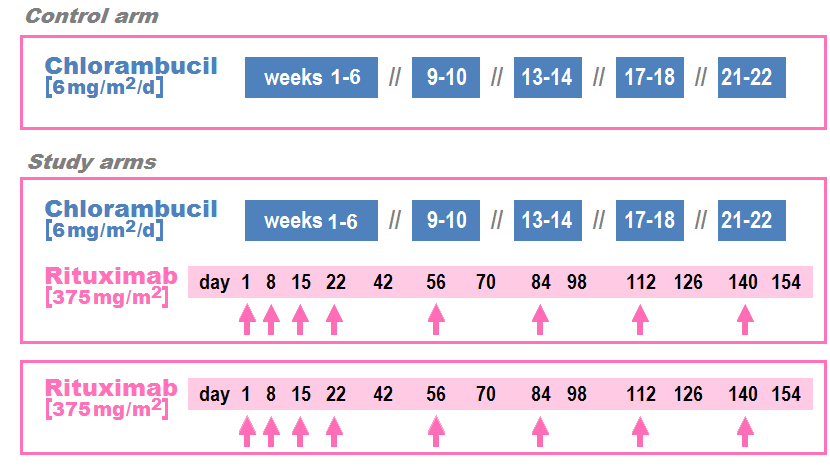 Control arm
Chlorambucil
[6mg/m2/d]
weeks 1-6 // 9-10 // 13-14 // 17-18 // 21-22
Study arms
Chlorambucil
[6mg/m2/d]
weeks 1-6 // 9-10 // 13-14 // 17-18 // 21-22
Rituximab
[375mg/m2]
day 1 8 15 22 42 56 70 84 98 112 126 140 154
Rituximab
[375mg/m2]
day 1 8 15 22 42 56 70 84 98 112 126 140 154